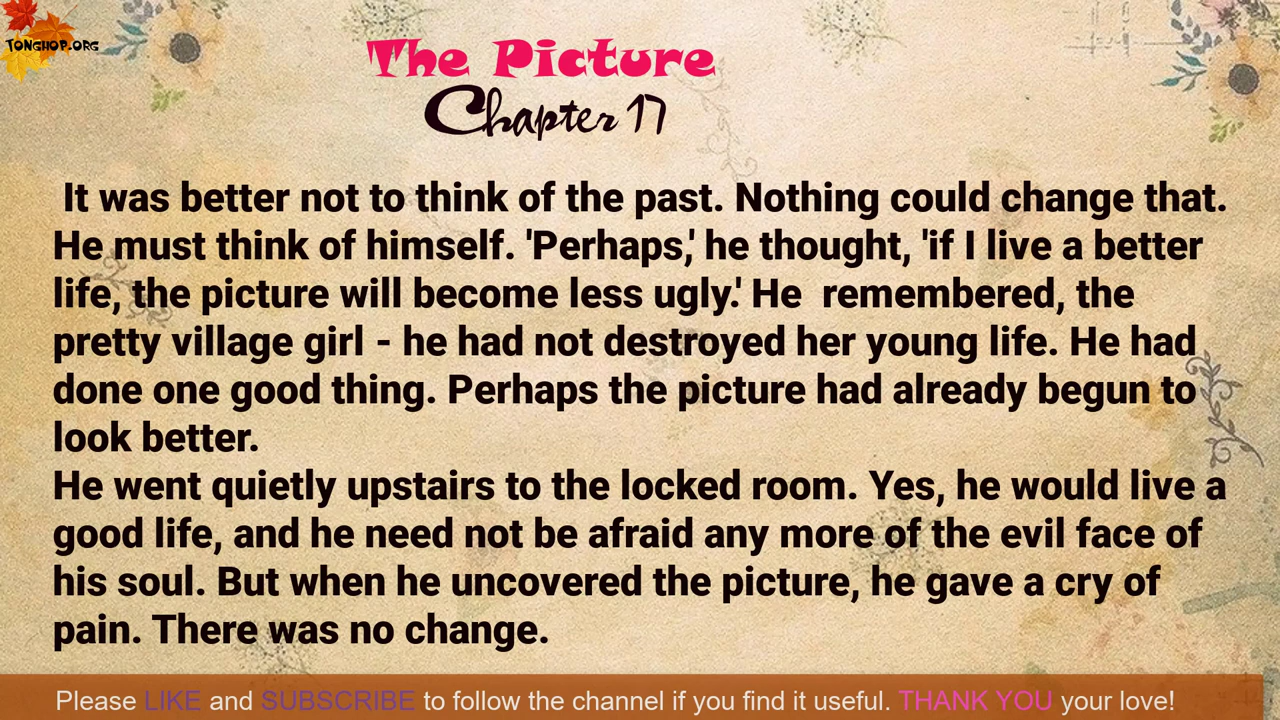 TONGHOP.ORG
The Picture
Chapter 17
It was better not to think of the past. Nothing could change that.
He must think of himself. 'Perhaps,' he thought, 'if I live a better
life, the picture will become less ugly.' He  remembered, the
pretty village girl - he had not destroyed her young life. He had
done one good thing. Perhaps the picture had already begun to
look better.
He went quietly upstairs to the locked room. Yes, he would live a
good life, and he need not be afraid any more of the evil face of
his soul. But when he uncovered the picture, he gave a cry of
pain. There was no change.
Please LIKE and SUBSCRIBE to follow the channel if you find it useful. THANK YOU your love!